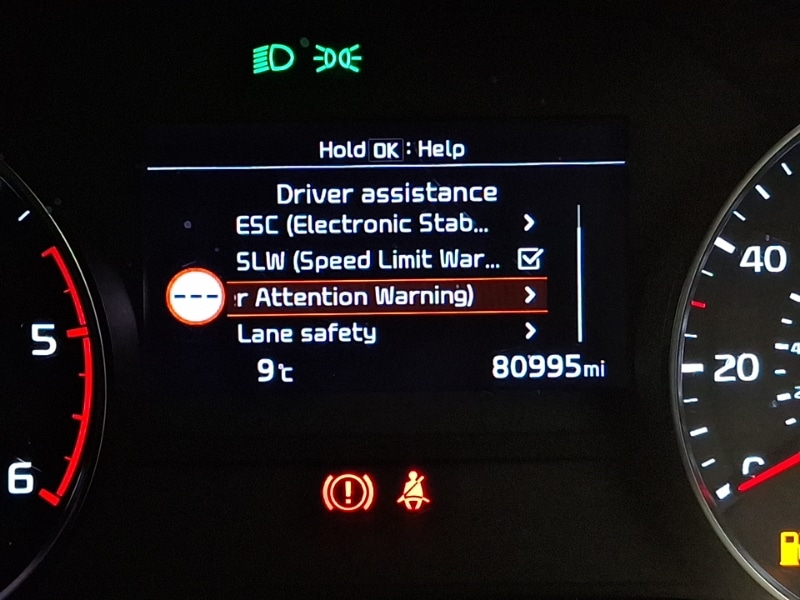 Hold OK : Help
Driver assistance
ESC (Electronic Stab...
SLW (Speed Limit War...
r Attention Warning)
Lane safety
9°C
80995mi
5
6
40
20